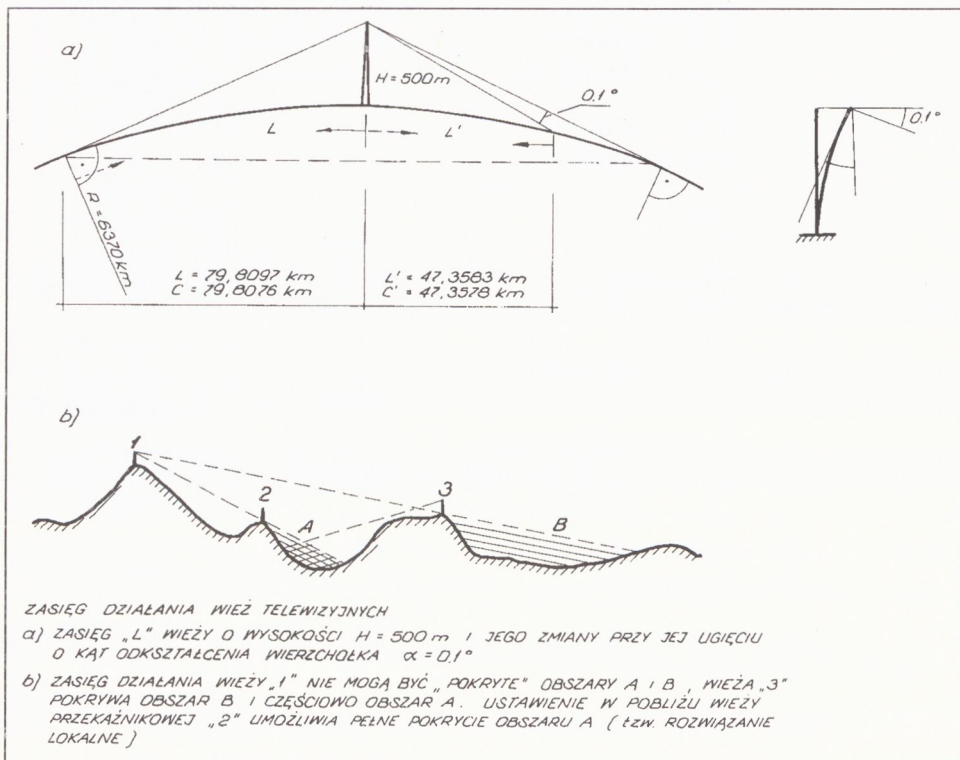 a)
H = 500 m
0,1°
0,1°
L
L'
R = 6370 km
L = 79,8097 km
C = 79,8076 km
L' = 47,3583 km
C' = 47,3578 km
b)
1
2
A
3
B
ZASIĘG DZIAŁANIA WIEŻ TELEWIZYJNYCH
a) ZASIĘG „L" WIEŻY O WYSOKOŚCI H = 500 m I JEGO ZMIANY PRZY JEJ UGIĘCIU
O KĄT ODKSZTAŁCENIA WIERZCHOŁKA α = 0,1°
b) ZASIĘG DZIAŁANIA WIEŻY „1" NIE MOGĄ BYĆ „POKRYTE" OBSZARY A I B, WIEŻA „3"
POKRYWA OBSZAR B I CZĘŚCIOWO OBSZAR A. USTAWIENIE W POBLIŻU WIEŻY
PRZEKAŹNIKOWEJ „2" UMOŻLIWIA PEŁNE POKRYCIE OBSZARU A ( tzw. ROZWIĄZANIE
LOKALNE )